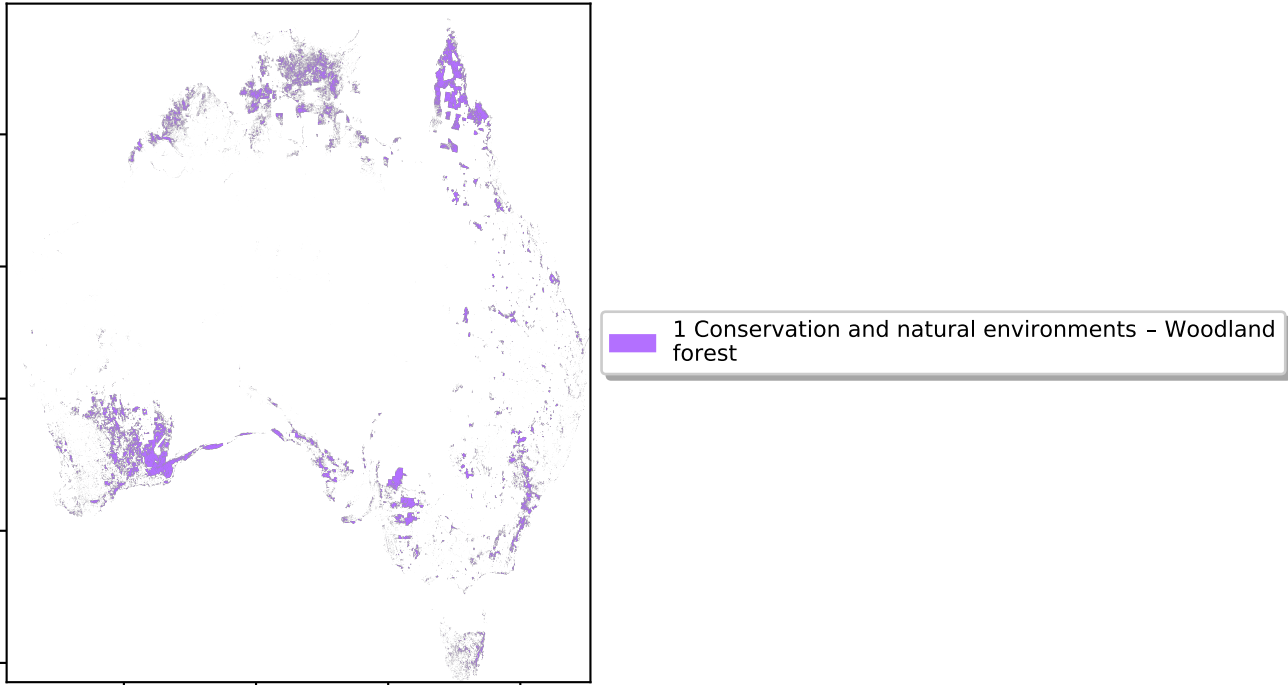 1 Conservation and natural environments – Woodland
forest